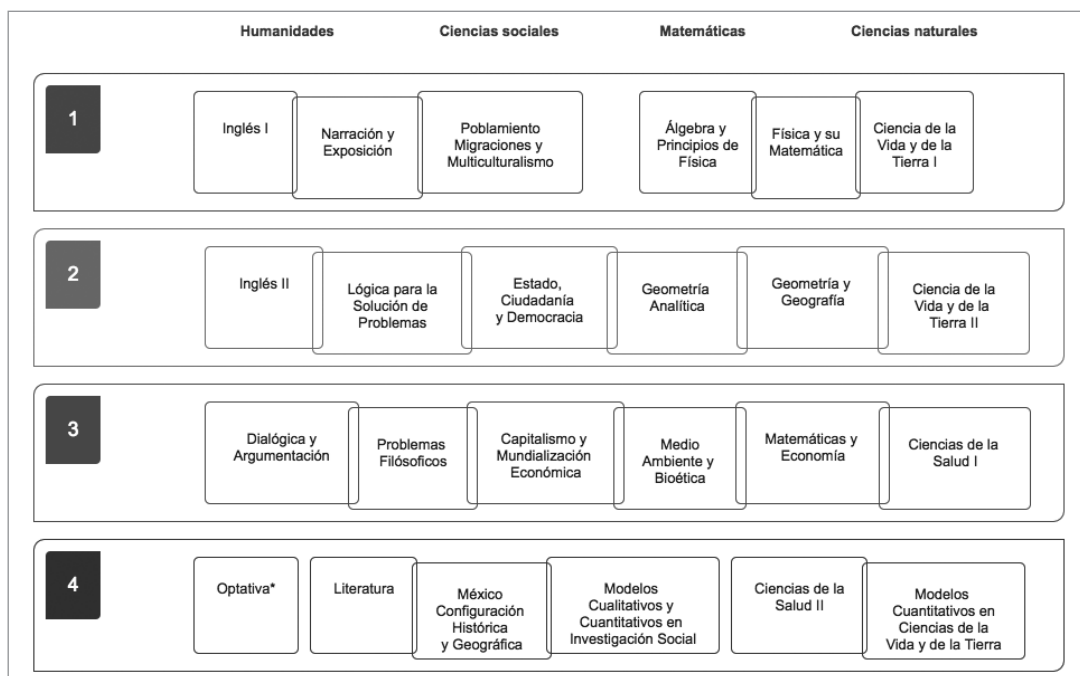 Humanidades
Ciencias sociales
Matemáticas
Ciencias naturales
1
Inglés I
Narración y
Exposición
Poblamiento
Migraciones y
Multiculturalismo
Álgebra y
Principios de
Física
Física y su
Matemática
Ciencia de la
Vida y de la
Tierra I
2
Inglés II
Lógica para la
Solución de
Problemas
Estado,
Ciudadanía
y Democracia
Geometría
Analítica
Geometría y
Geografía
Ciencia de la
Vida y de la
Tierra II
3
Dialógica y
Argumentación
Problemas
Filósoficos
Capitalismo y
Mundialización
Económica
Medio
Ambiente y
Bioética
Matemáticas y
Economía
Ciencias de la
Salud I
4
Optativa*
Literatura
México
Configuración
Histórica
y Geográfica
Modelos
Cualitativos y
Cuantitativos en
Investigación Social
Ciencias de la
Salud II
Modelos
Cuantitativos en
Ciencias de la
Vida y de la Tierra